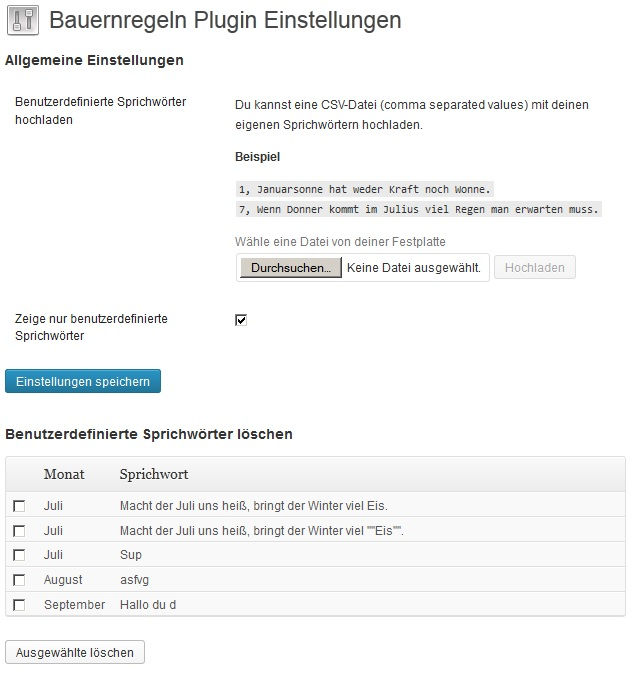 Bauernregeln Plugin Einstellungen
Allgemeine Einstellungen
Benutzerdefinierte Sprichwörter
hochladen
Du kannst eine CSV-Datei (comma separated values) mit deinen
eigenen Sprichwörtern hochladen.
Beispiel
1, Januarsonne hat weder Kraft noch Wonne.
7, Wenn Donner kommt im Julius viel Regen man erwarten muss.
Wähle eine Datei von deiner Festplatte
Durchsuchen... Keine Datei ausgewählt. Hochladen
Zeige nur benutzerdefinierte
Sprichwörter
Einstellungen speichern
Benutzerdefinierte Sprichwörter löschen
Monat Sprichwort
Juli Macht der Juli uns heiß, bringt der Winter viel Eis.
Juli Macht der Juli uns heiß, bringt der Winter viel ""Eis"".
Juli Sup
August asfvg
September Hallo du d
Ausgewählte löschen